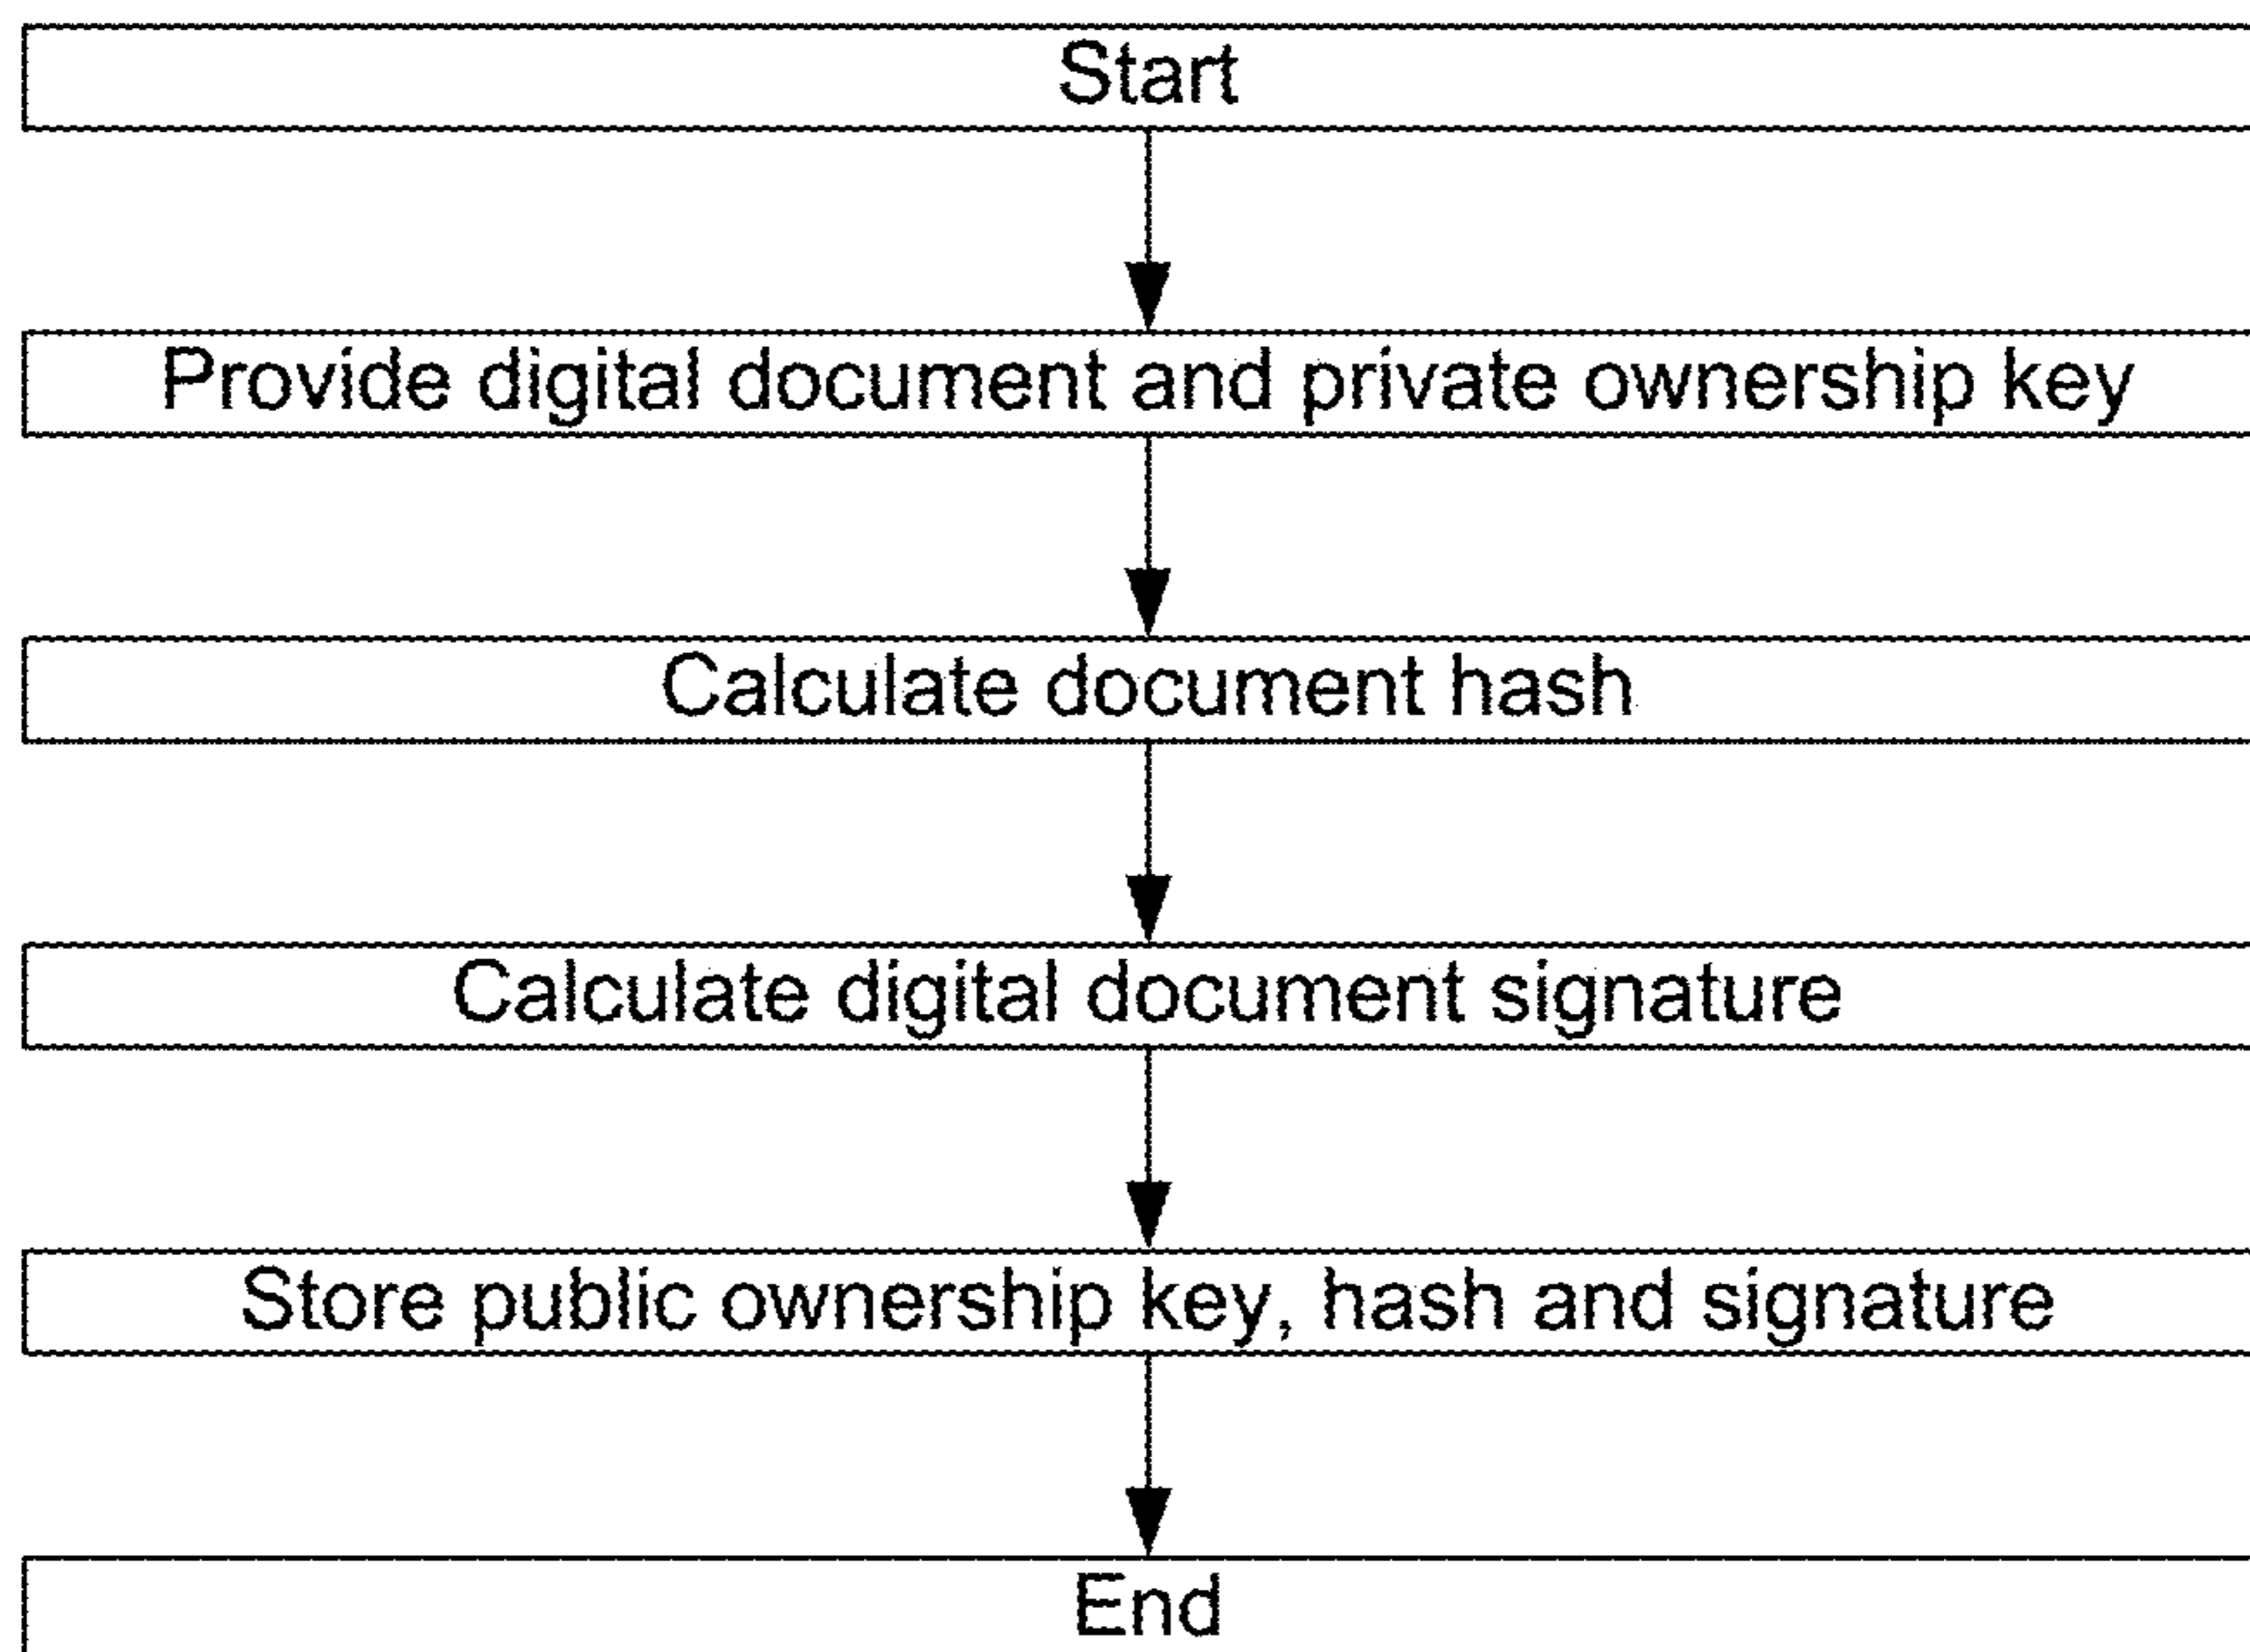 Start
Provide digital document and private ownership key
Calculate document hash
Calculate digital document signature
Store public ownership key, hash and signature
End